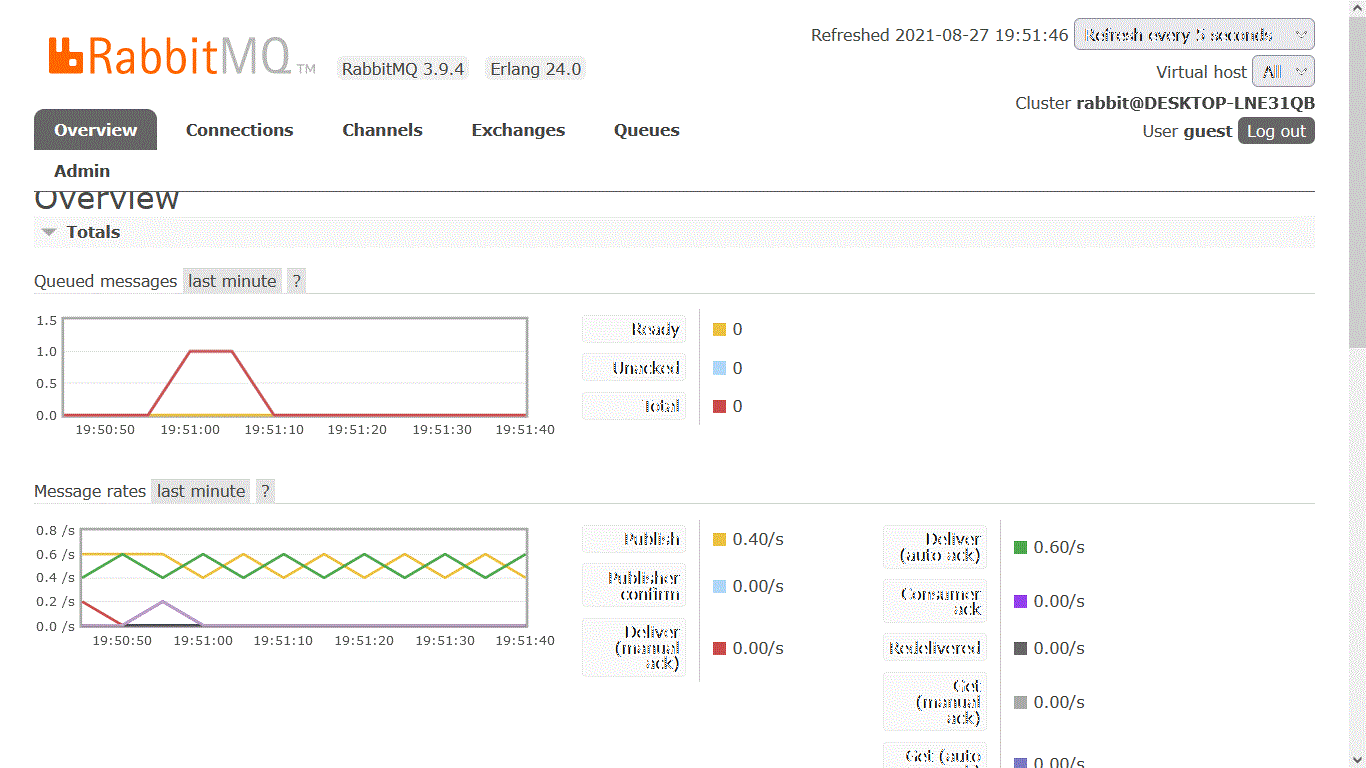 RabbitMQ TM
RabbitMQ 3.9.4 Erlang 24.0
Refreshed 2021-08-27 19:51:46 Refresh every 5 seconds
Virtual host All
Cluster rabbit@DESKTOP-LNE31QB
User guest Log out
Overview Connections Channels Exchanges Queues
Admin
Overview
Totals
Queued messages last minute ?
1.5
1.0
0.5
0.0
19:50:50 19:51:00 19:51:10 19:51:20 19:51:30 19:51:40
Ready 0
Unacked 0
Total 0
Message rates last minute ?
0.8 /s
0.6 /s
0.4 /s
0.2 /s
0.0 /s
19:50:50 19:51:00 19:51:10 19:51:20 19:51:30 19:51:40
Publish 0.40/s
Publisher
confirm 0.00/s
Deliver
(manual
ack) 0.00/s
Deliver
(auto ack) 0.60/s
Consumer
ack 0.00/s
Redelivered 0.00/s
Get
(manual
ack) 0.00/s
Get (auto 0.00/s